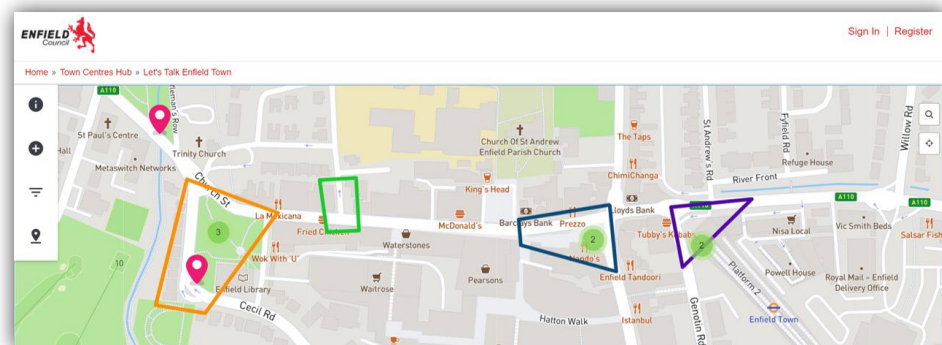 ENFIELD
Council
Sign In | Register
Home » Town Centres Hub » Let's Talk Enfield Town
A110
St Paul's Centre
Hall
Metaswitch Networks
Trinity Church
Church St
La Mexicana
Fried Chicken
Wok With 'U'
3
10
Enfield Library
Cecil Rd
Waterstones
Waitrose
McDonald's
King's Head
Pearsons
Church Of St Andrew
Enfield Parish Church
Barclays Bank
Prezzo
2
Nando's
Hatton Walk
The Taps
ChimiChanga
Lloyds Bank
Tubby's Kebabs
Enfield Tandoori
Istanbul
Genotin Rd
St Andrew's Rd
A110
2
Platform 2
Enfield Town
River Front
Refuge House
Fyfield Rd
Nisa Local
Powell House
A110
Vic Smith Beds
Royal Mail - Enfield
Delivery Office
Willow Rd
A110
Salsar Fish